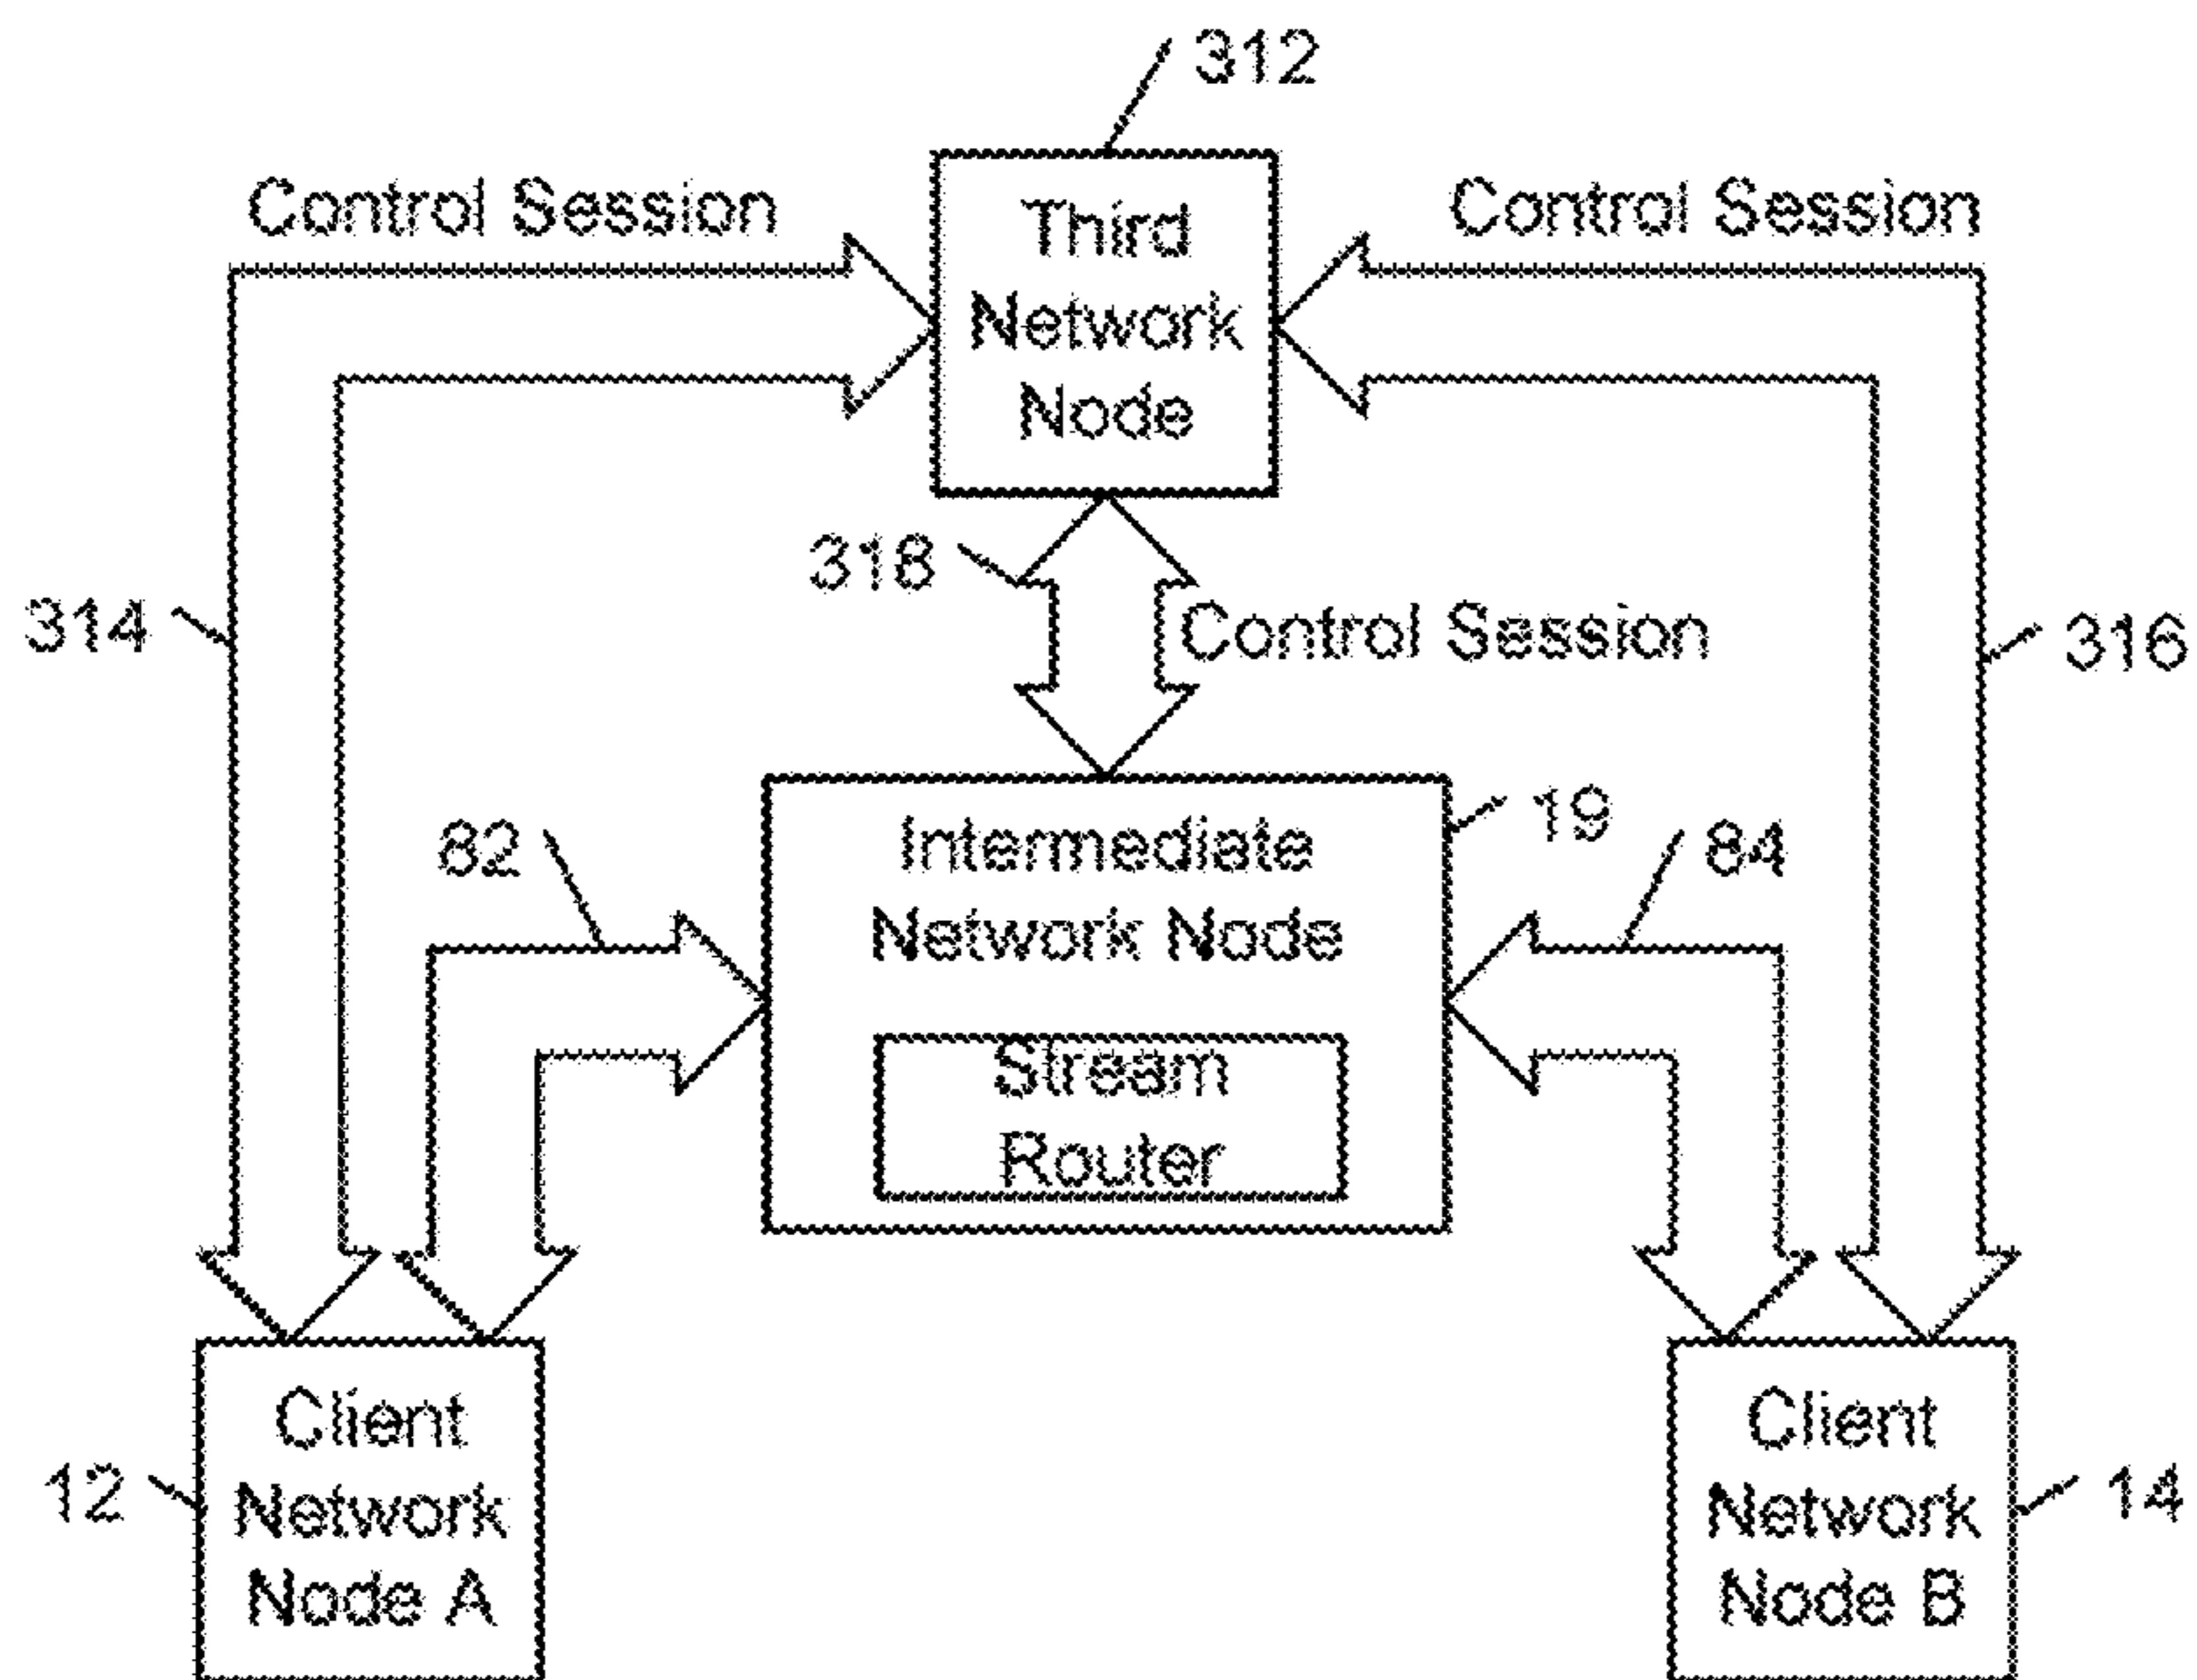 312
Control Session
Third
Network
Node
Control Session
318
Control Session
314
316
Intermediate
Network Node
19
82
84
Stream
Router
Client
Network
Node A
12
Client
Network
Node B
14